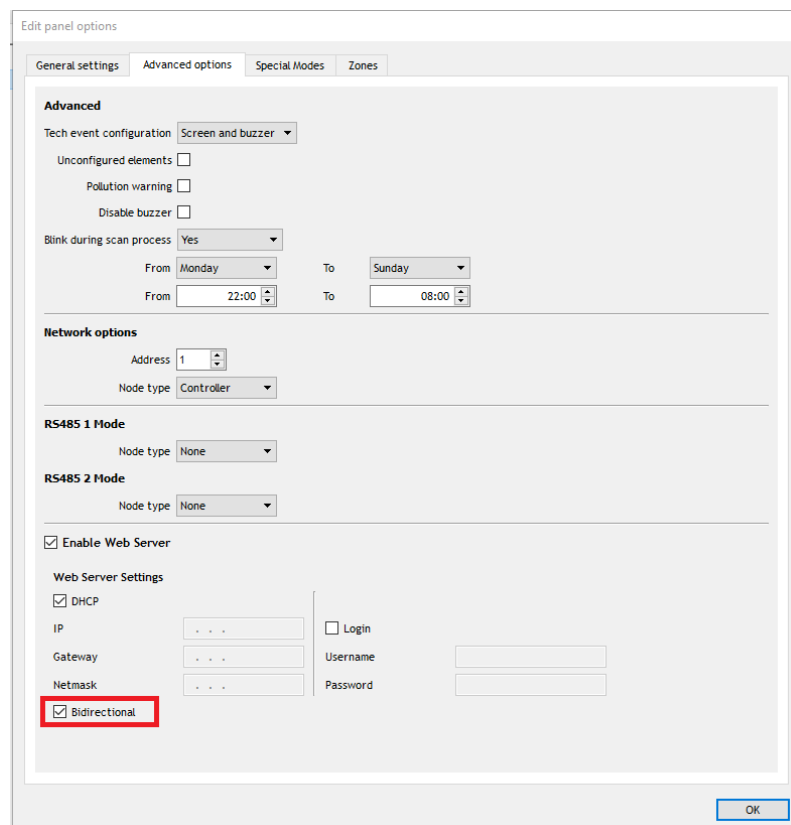 Edit panel options
General settings Advanced options Special Modes Zones
Advanced
Tech event configuration Screen and buzzer
Unconfigured elements
Pollution warning
Disable buzzer
Blink during scan process Yes
From Monday To Sunday
From 22:00 To 08:00
Network options
Address 1
Node type Controller
RS485 1 Mode
Node type None
RS485 2 Mode
Node type None
Enable Web Server
Web Server Settings
DHCP
IP . . . Login
Gateway . . . Username
Netmask . . . Password
Bidirectional
OK